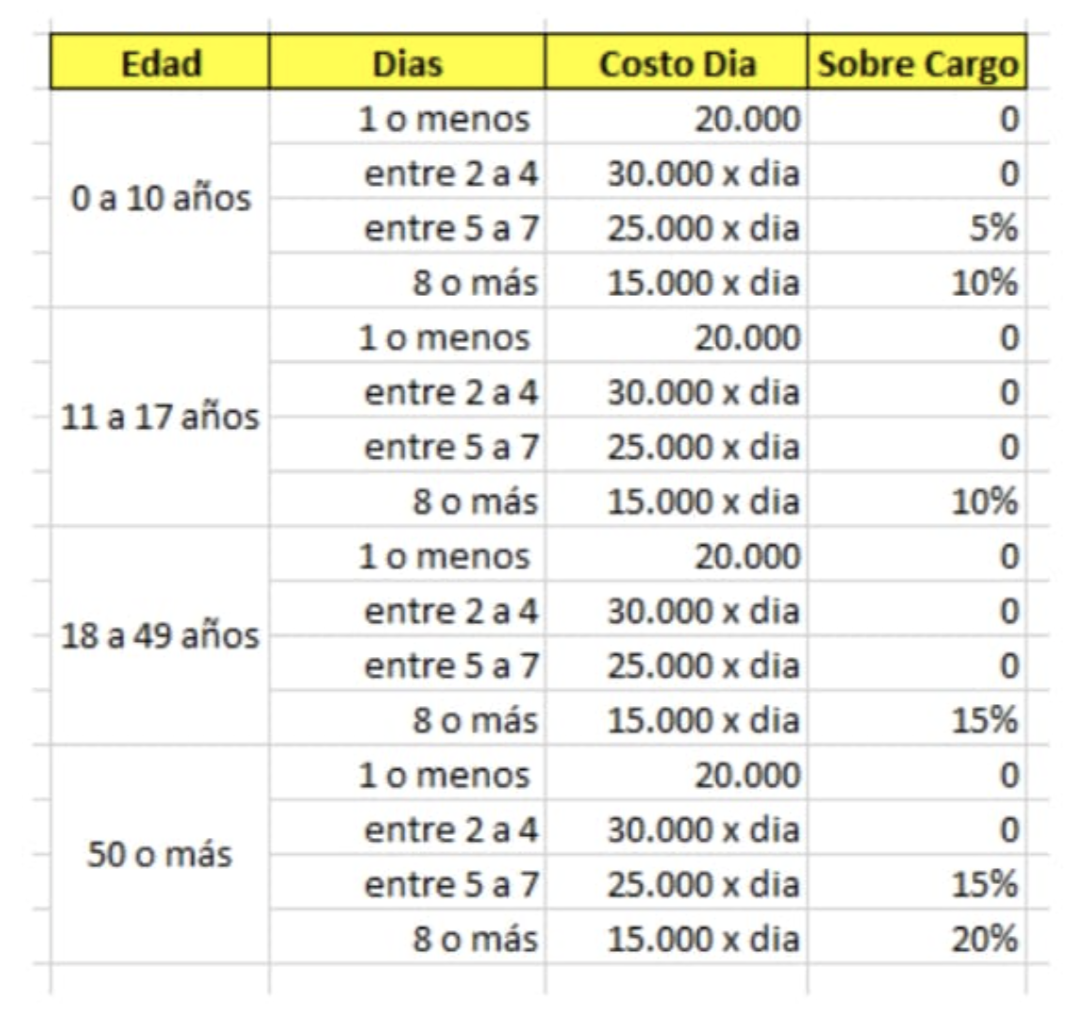 Edad Dias Costo Dia Sobre Cargo
0 a 10 años
1 o menos 20.000 0
entre 2 a 4 30.000 x dia 0
entre 5 a 7 25.000 x dia 5%
8 o más 15.000 x dia 10%
11 a 17 años
1 o menos 20.000 0
entre 2 a 4 30.000 x dia 0
entre 5 a 7 25.000 x dia 0
8 o más 15.000 x dia 10%
18 a 49 años
1 o menos 20.000 0
entre 2 a 4 30.000 x dia 0
entre 5 a 7 25.000 x dia 0
8 o más 15.000 x dia 15%
50 o más
1 o menos 20.000 0
entre 2 a 4 30.000 x dia 0
entre 5 a 7 25.000 x dia 15%
8 o más 15.000 x dia 20%